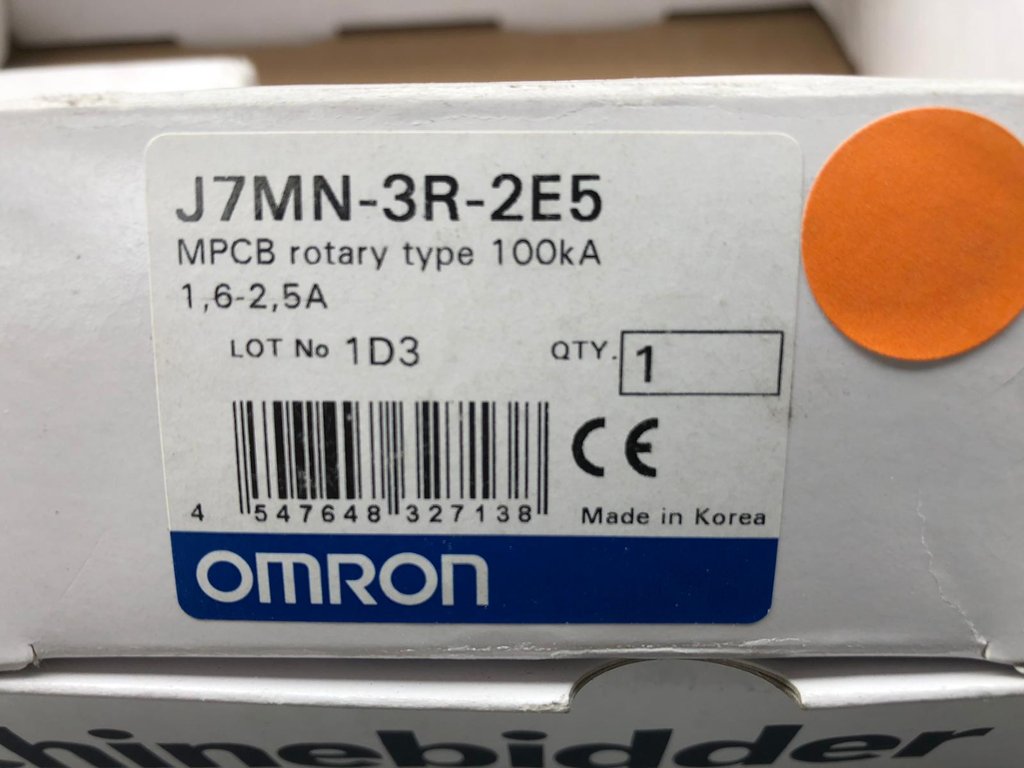 J7MN-3R-2E5
MPCB rotary type 100kA
1,6-2,5A
LOT No 1D3
QTY. 1
CE
4 547648 327138
Made in Korea
OMRON
hinebidder